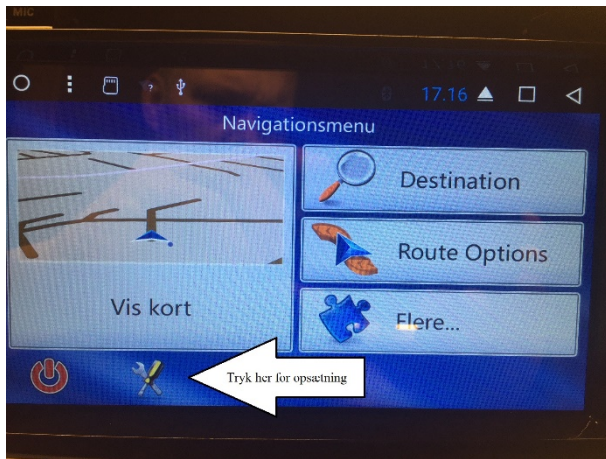 MIC
17.16
Navigationsmenu
Destination
Route Options
Vis kort
Flere...
Tryk her for opsætning